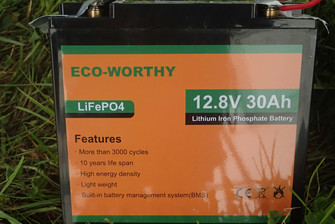 ECO-WORTHY
LiFePO4
12.8V 30Ah
Lithium Iron Phosphate Battery
Features
· More than 3000 cycles
· 10 years life span
· High energy density
· Light weight
· Built-in battery management system(BMS)
CE